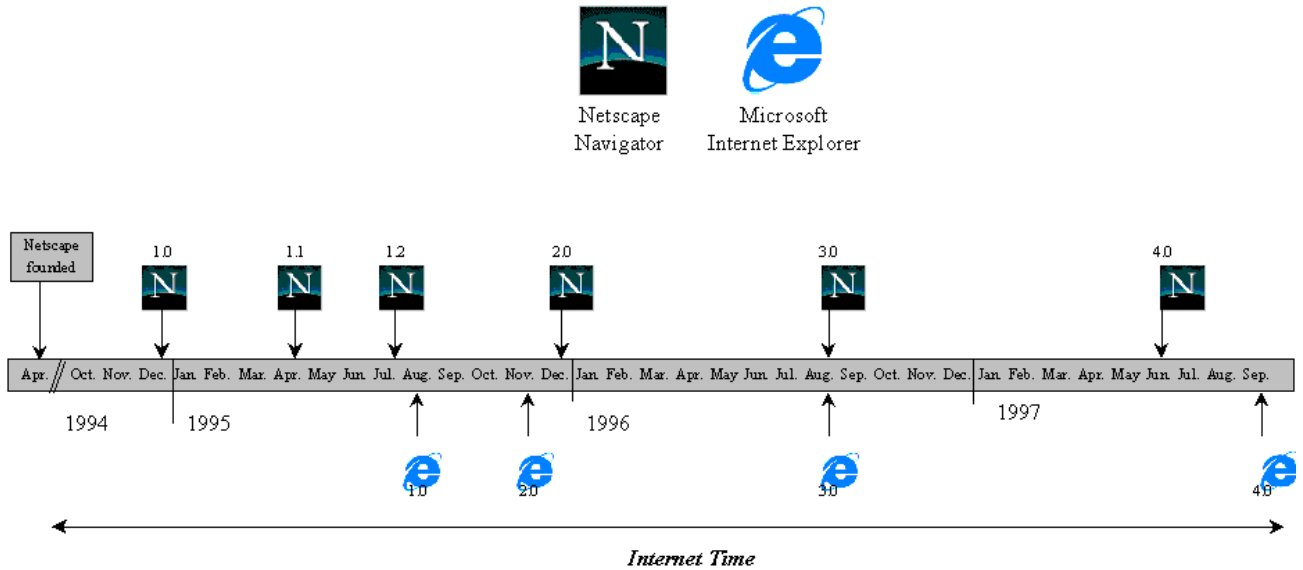 N
Netscape
Navigator
Microsoft
Internet Explorer
Netscape
founded
1.0
1.1
1.2
2.0
3.0
4.0
N
N
N
N
N
N
Apr. // Oct. Nov. Dec. Jan. Feb. Mar. Apr. May Jun. Jul. Aug. Sep. Oct. Nov. Dec. Jan. Feb. Mar. Apr. May Jun. Jul. Aug. Sep. Oct. Nov. Dec. Jan. Feb. Mar. Apr. May Jun. Jul. Aug. Sep.
1994
1995
1996
1997
1.0
2.0
3.0
4.0
Internet Time